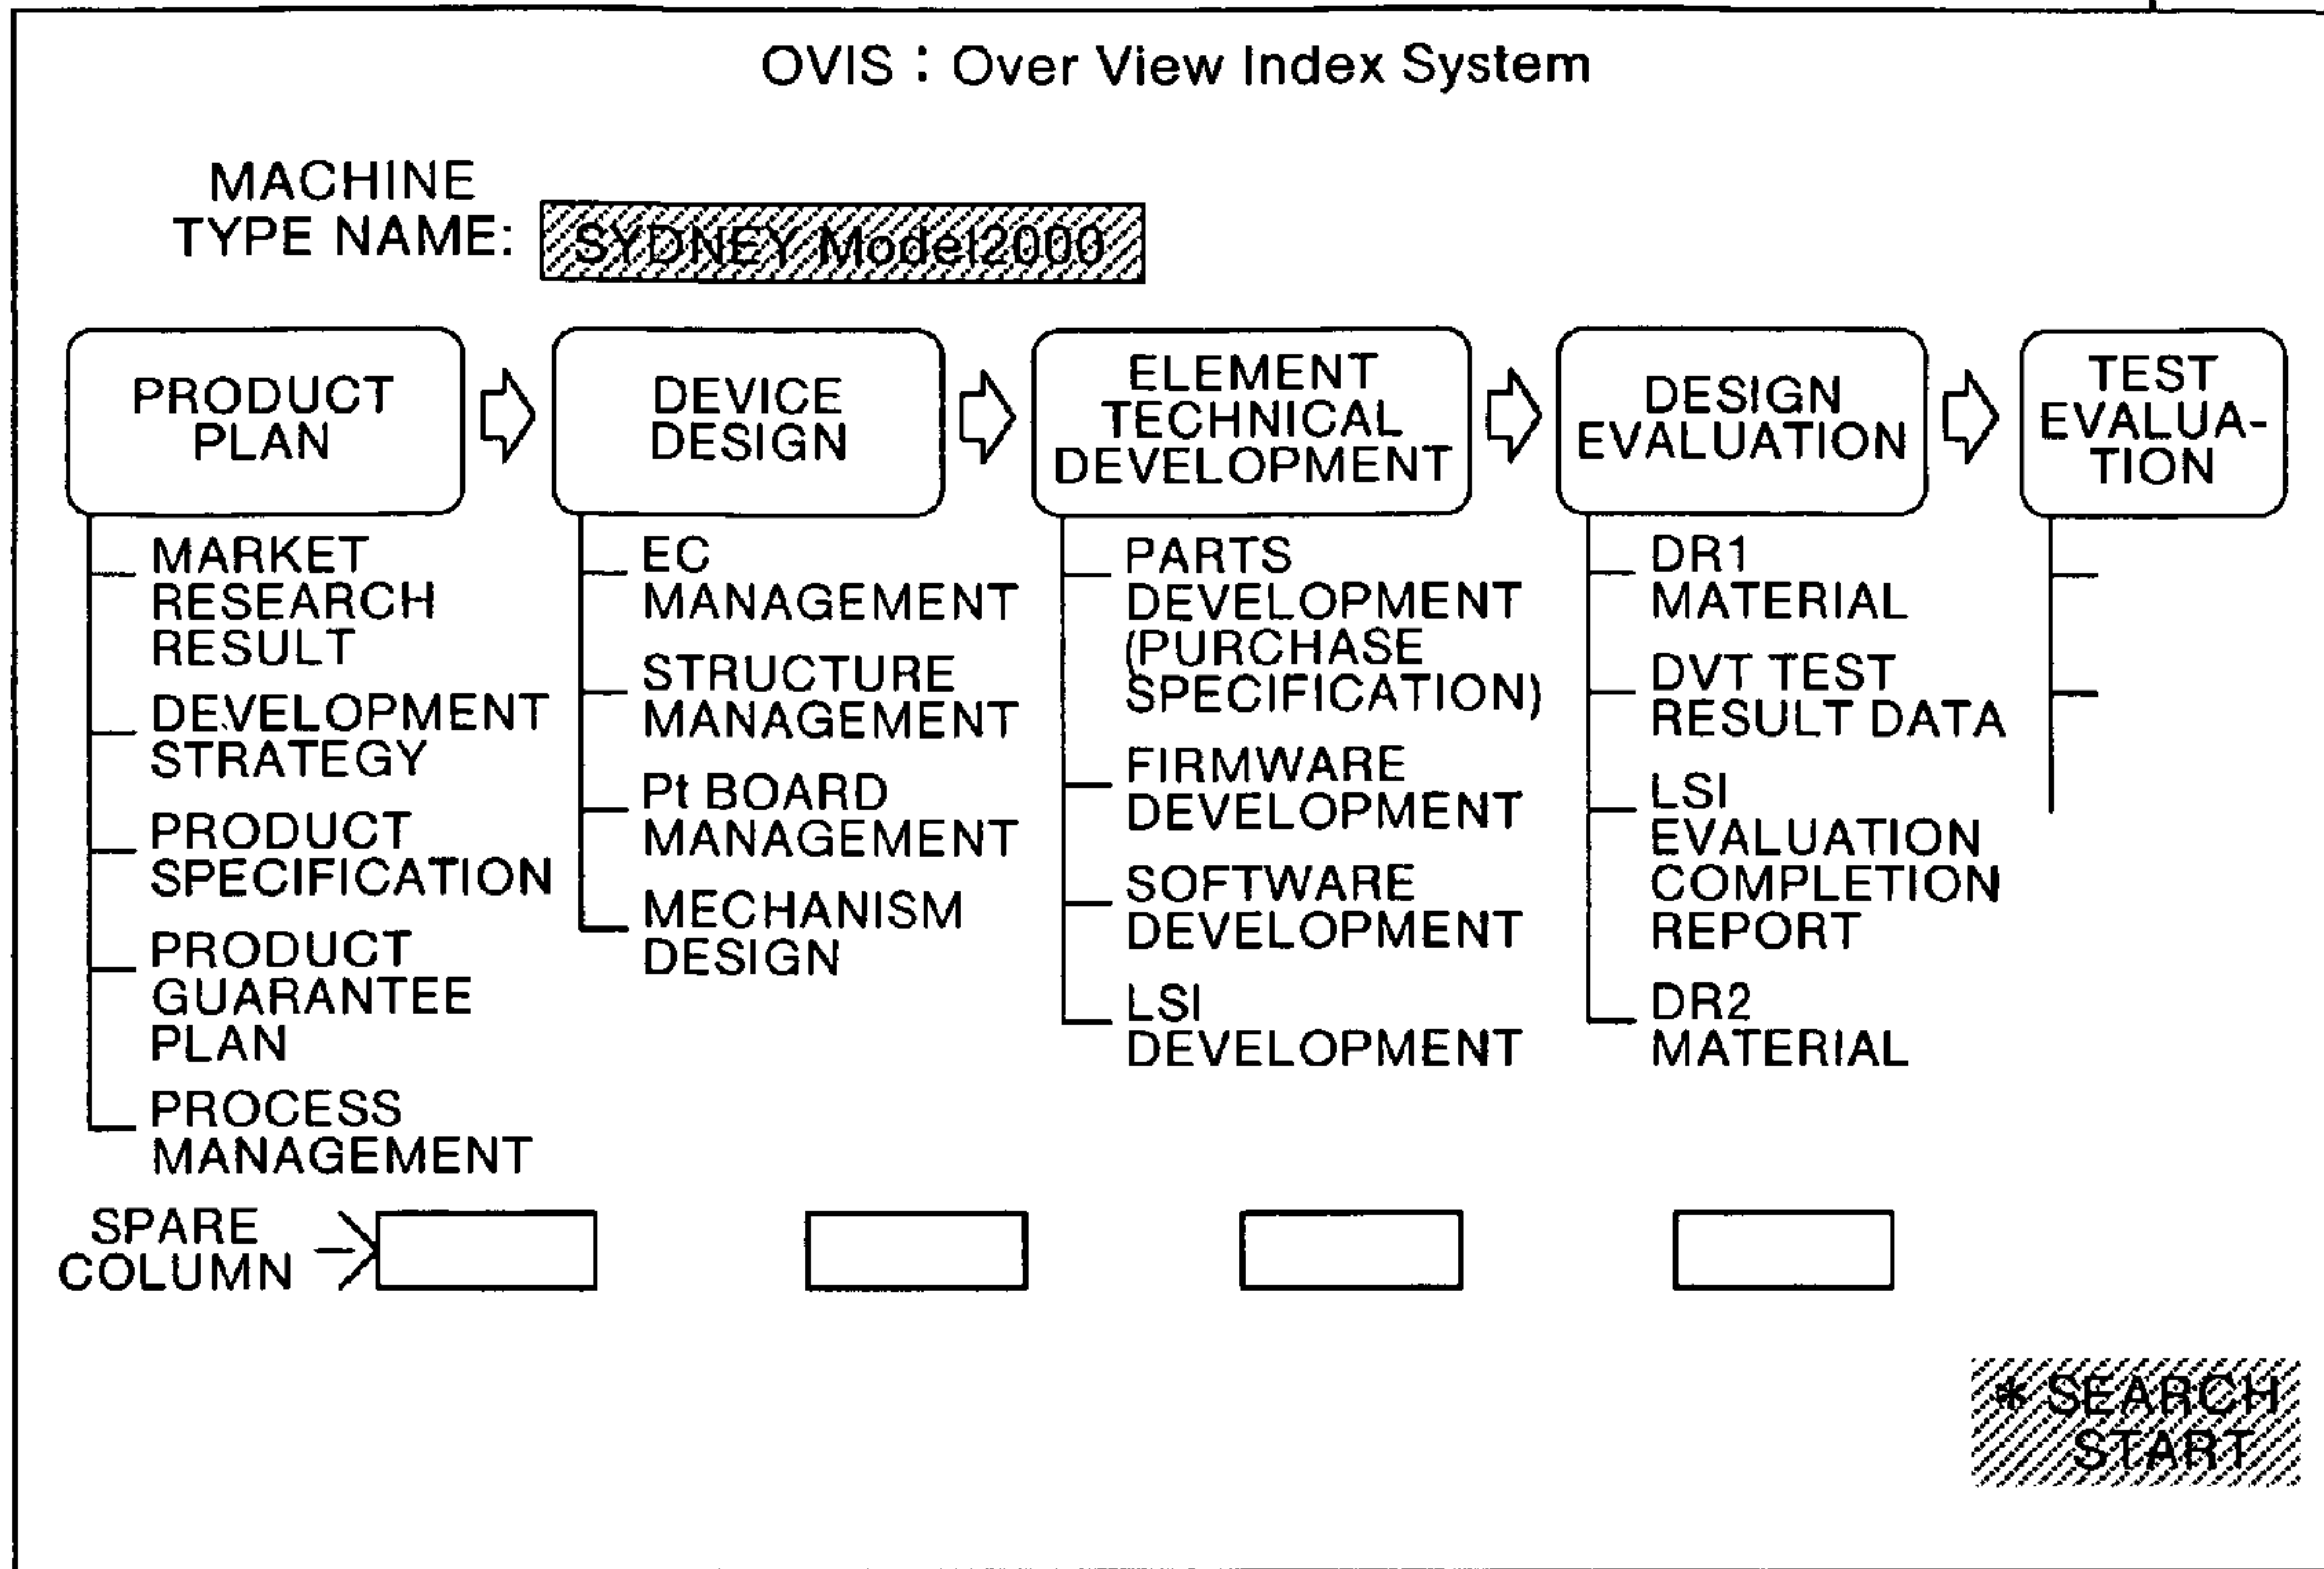 OVIS : Over View Index System
MACHINE
TYPE NAME:
SYDNEY Model2000
PRODUCT
PLAN
DEVICE
DESIGN
ELEMENT
TECHNICAL
DEVELOPMENT
DESIGN
EVALUATION
TEST
EVALUA-
TION
MARKET
RESEARCH
RESULT
DEVELOPMENT
STRATEGY
PRODUCT
SPECIFICATION
PRODUCT
GUARANTEE
PLAN
PROCESS
MANAGEMENT
EC
MANAGEMENT
STRUCTURE
MANAGEMENT
Pt BOARD
MANAGEMENT
MECHANISM
DESIGN
PARTS
DEVELOPMENT
(PURCHASE
SPECIFICATION)
FIRMWARE
DEVELOPMENT
SOFTWARE
DEVELOPMENT
LSI
DEVELOPMENT
DR1
MATERIAL
DVT TEST
RESULT DATA
LSI
EVALUATION
COMPLETION
REPORT
DR2
MATERIAL
SPARE
COLUMN
* SEARCH
START